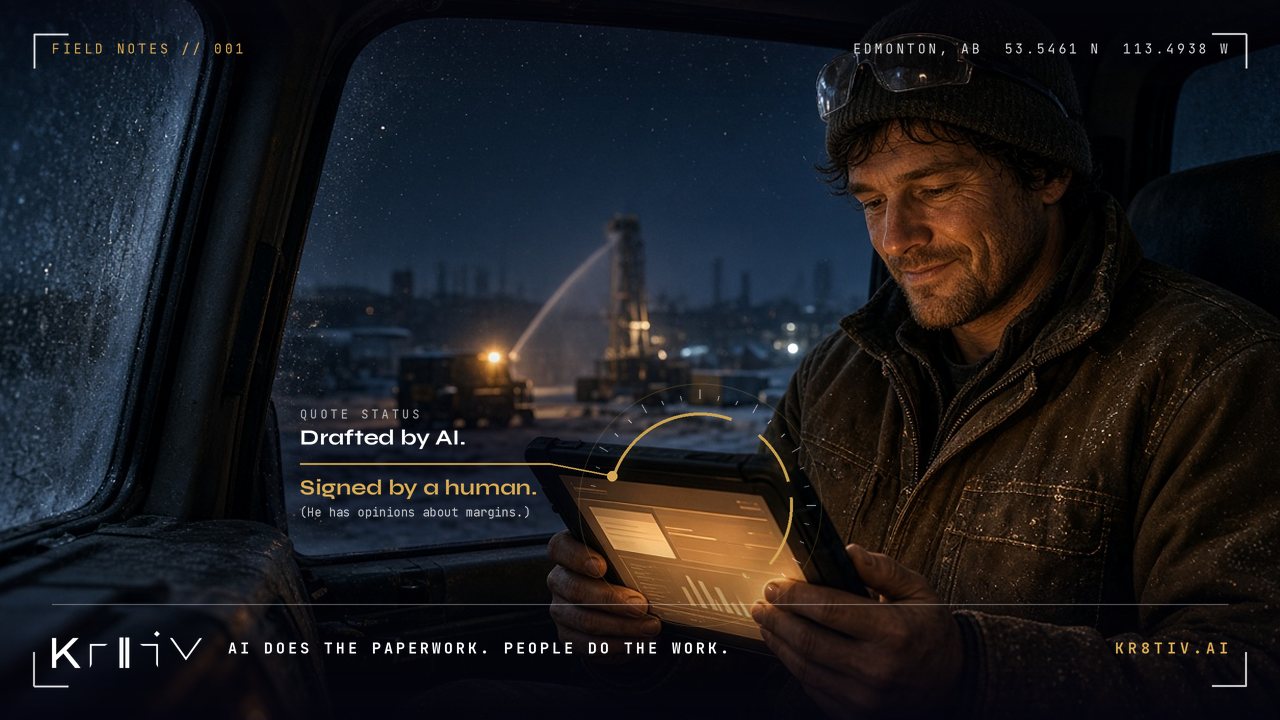 FIELD NOTES // 001
EDMONTON, AB 53.5461 N 113.4938 W
QUOTE STATUS
Drafted by AI.
Signed by a human.
(He has opinions about margins.)
Kr8tiv
AI DOES THE PAPERWORK. PEOPLE DO THE WORK.
KR8TIV.AI